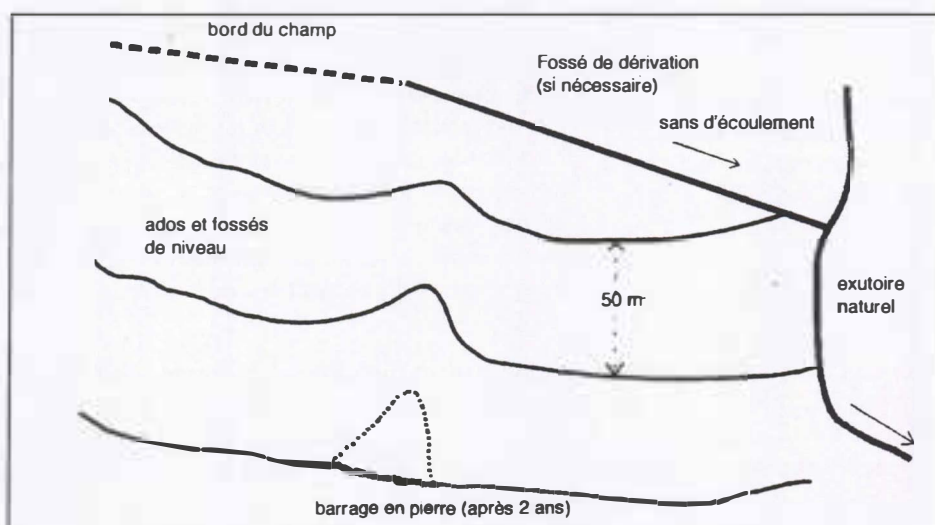 bord du champ
Fossé de dérivation
(si nécessaire)
sans d'écoulement
ados et fossés
de niveau
50 m
exutoire
naturel
barrage en pierre (après 2 ans)